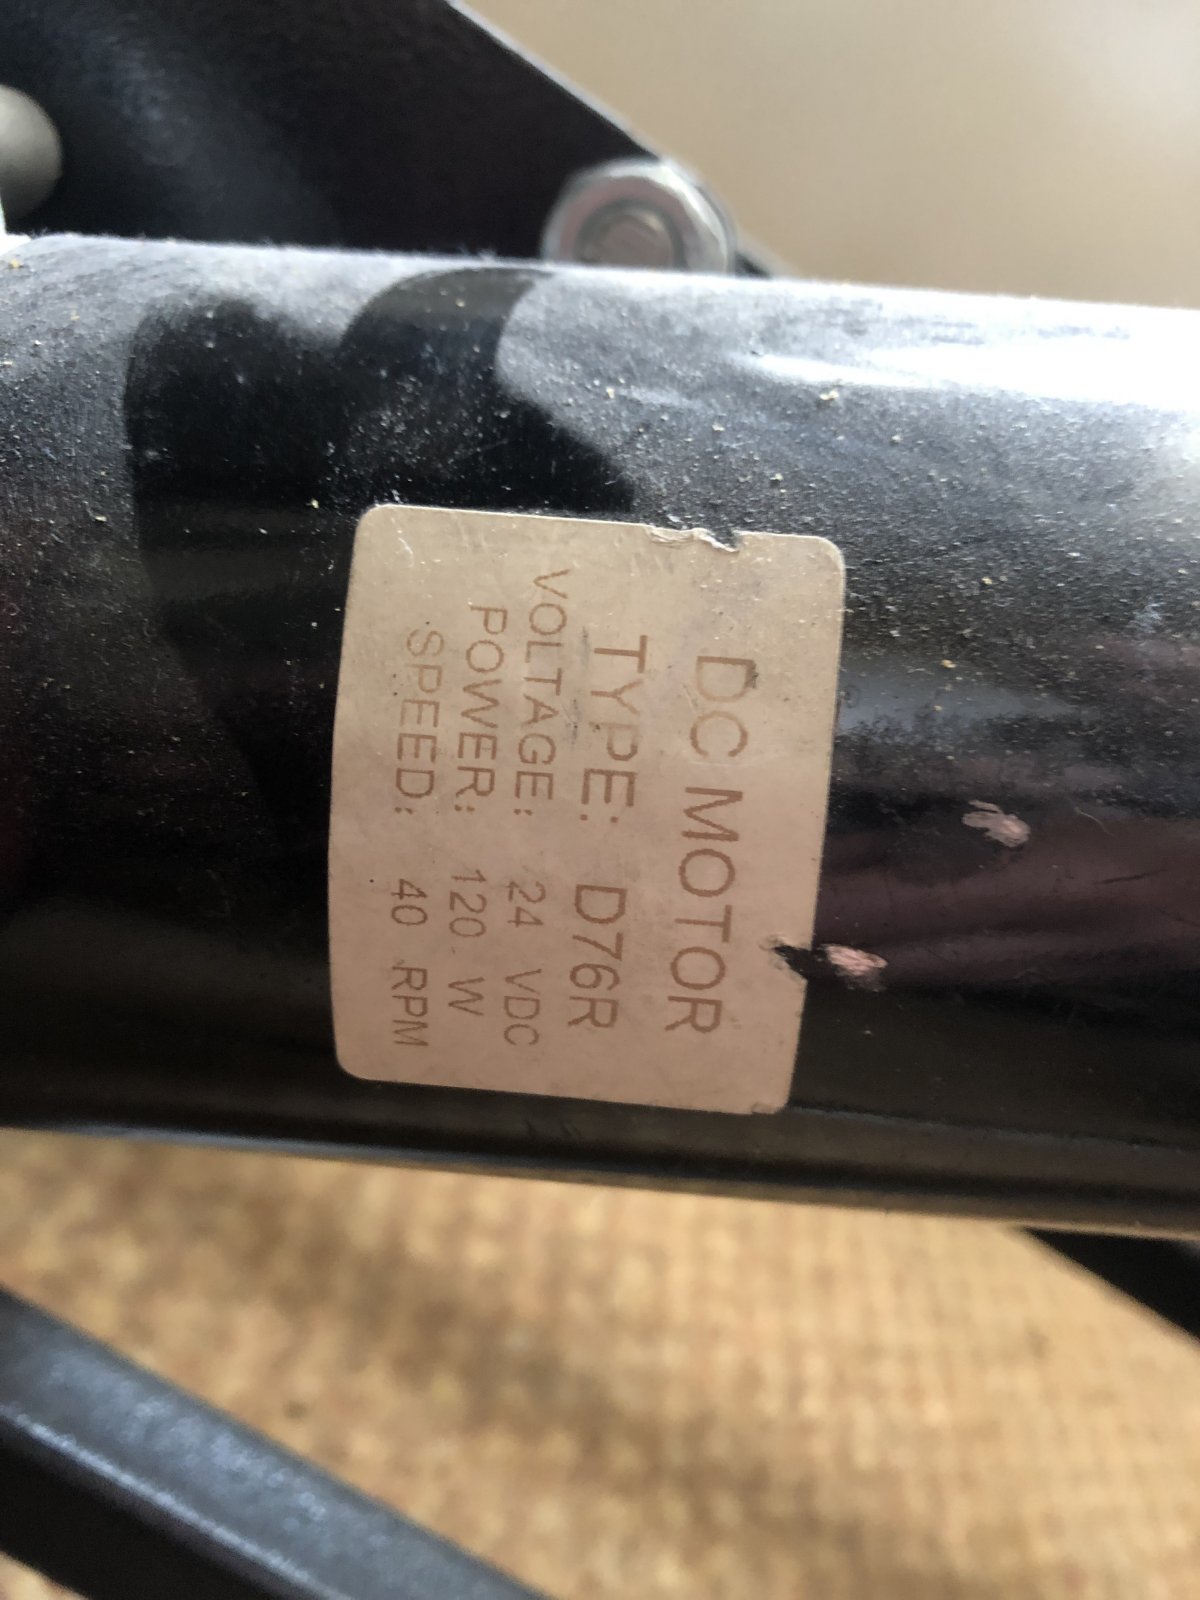 DC MOTOR
TYPE: D76R
VOLTAGE: 24 VDC
POWER: 120 W
SPEED: 40 RPM